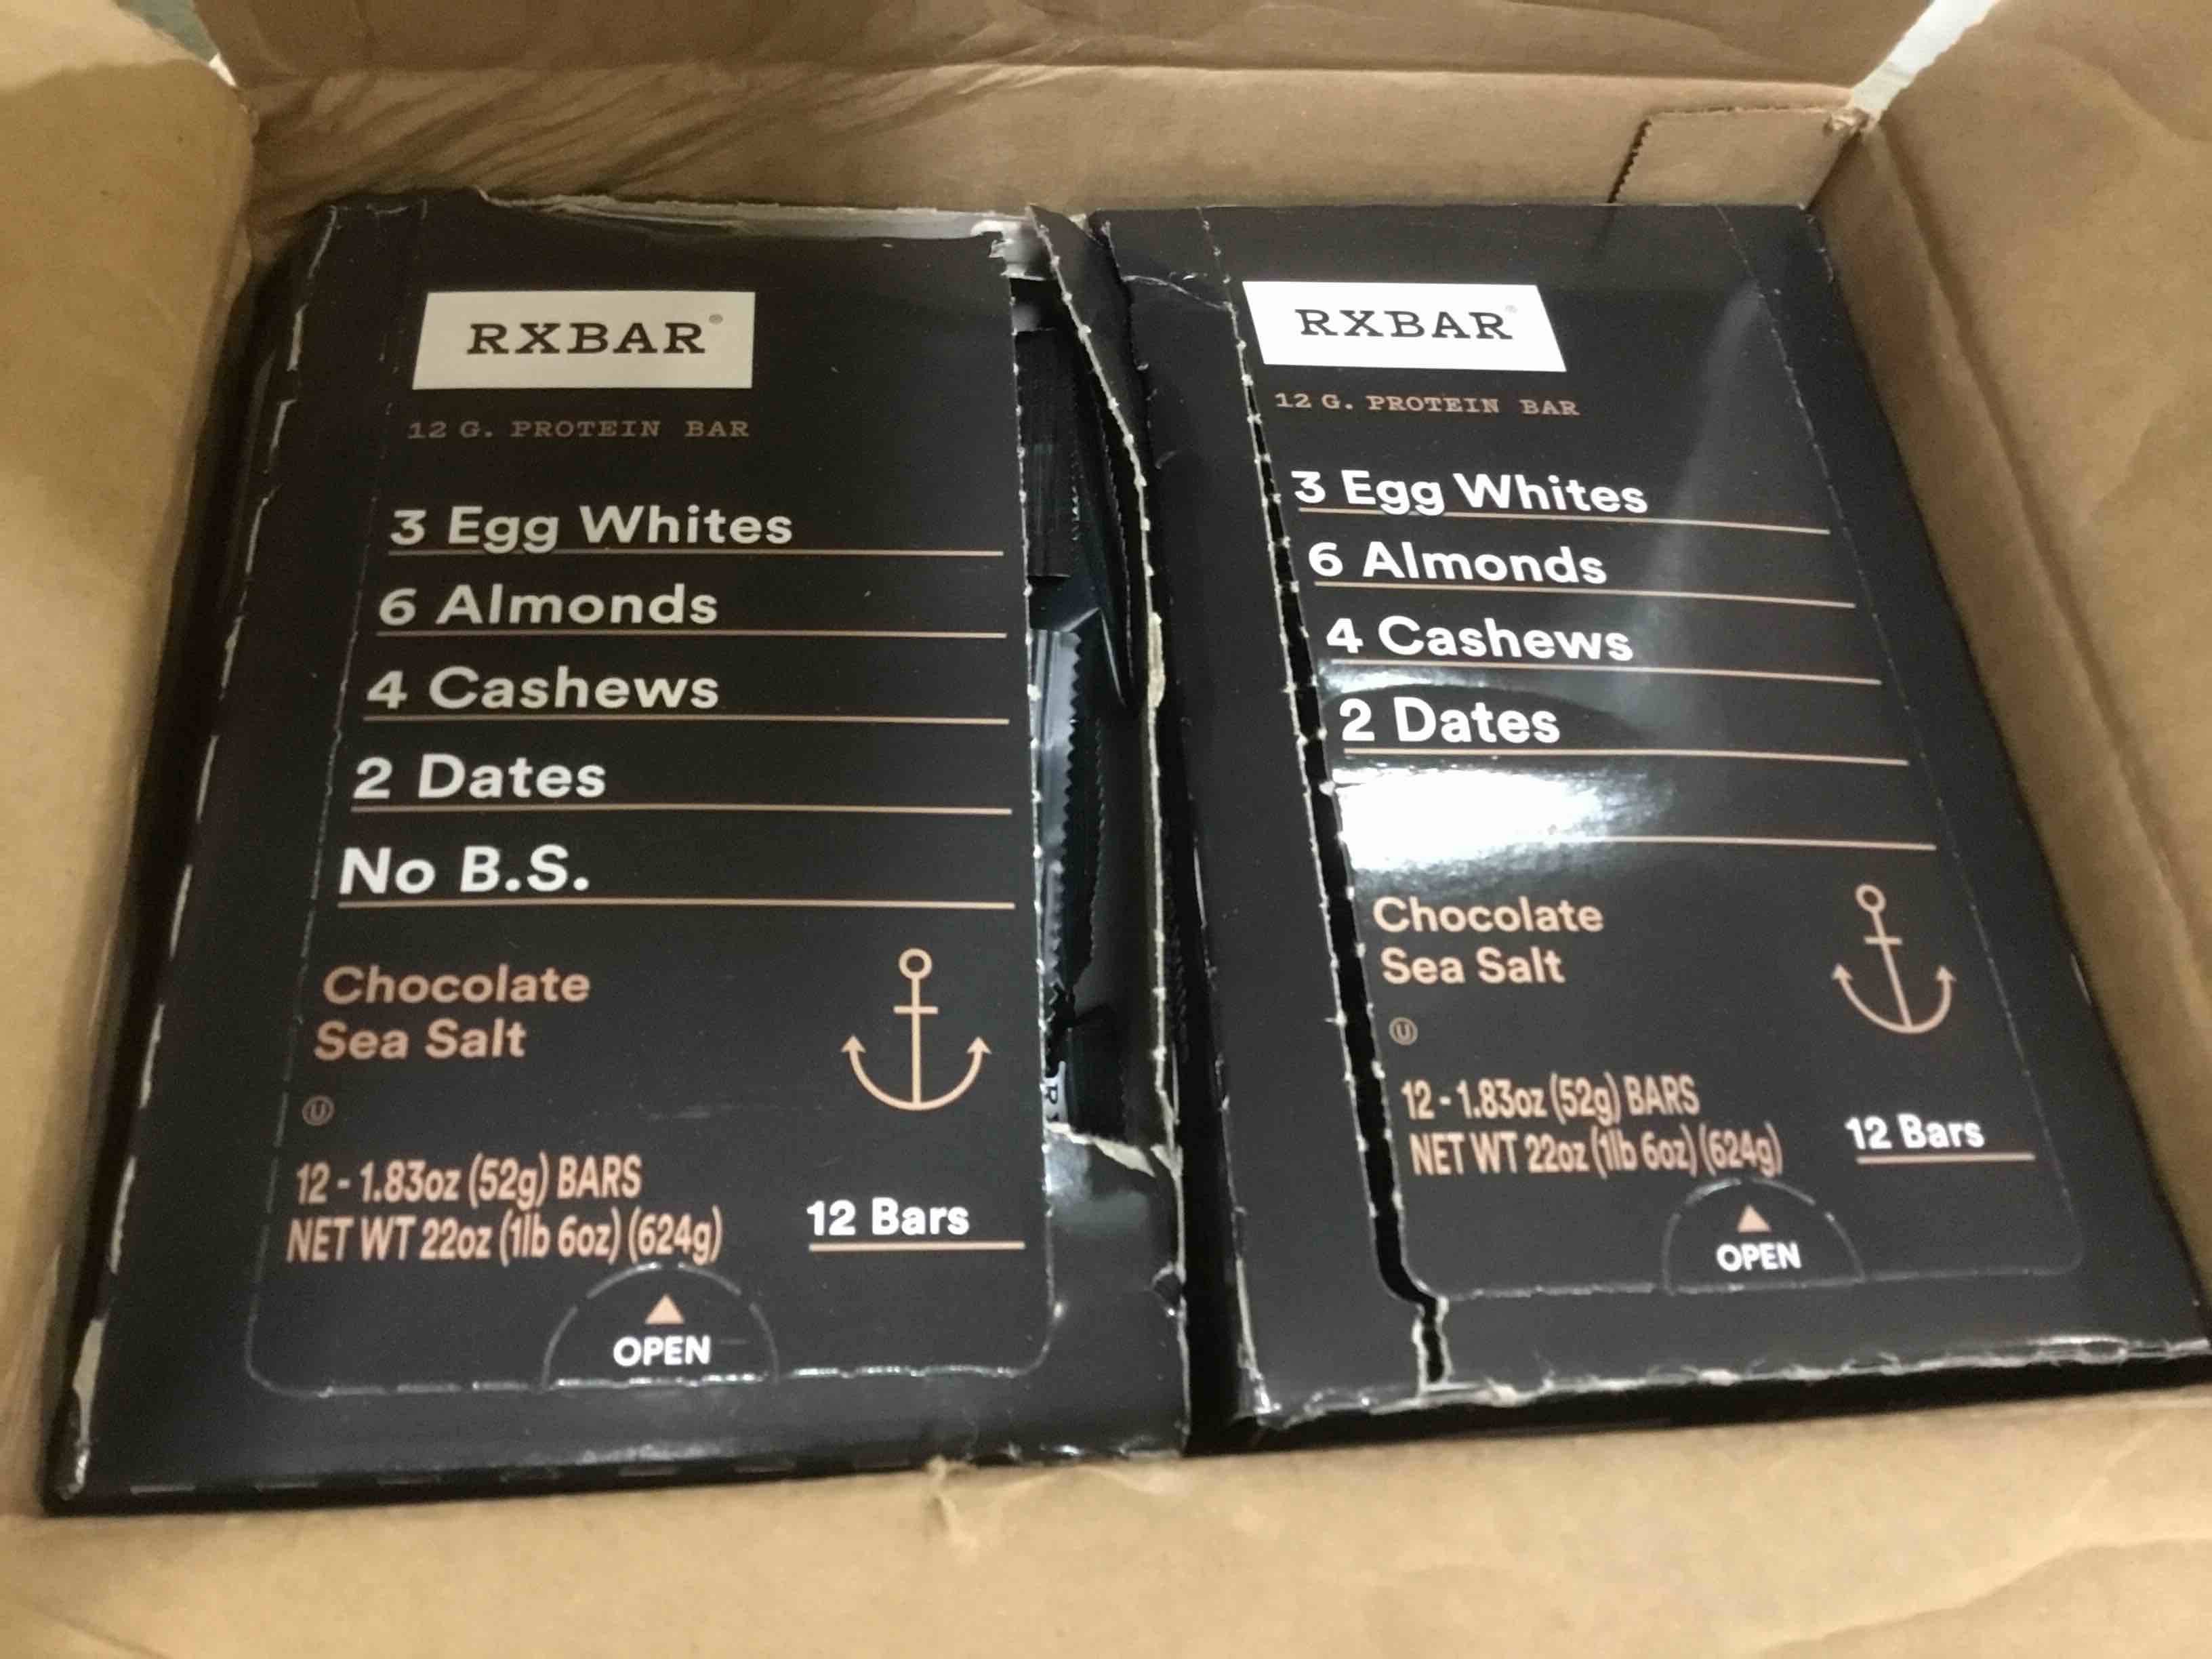 RXBAR®
12 G. PROTEIN BAR
3 Egg Whites
6 Almonds
4 Cashews
2 Dates
No B.S.
Chocolate
Sea Salt
U
12 - 1.83oz (52g) BARS
NET WT 22oz (1lb 6oz) (624g)
12 Bars
OPEN
RXBAR®
12 G. PROTEIN BAR
3 Egg Whites
6 Almonds
4 Cashews
2 Dates
Chocolate
Sea Salt
U
12 - 1.83oz (52g) BARS
NET WT 22oz (1lb 6oz) (624g)
12 Bars
OPEN